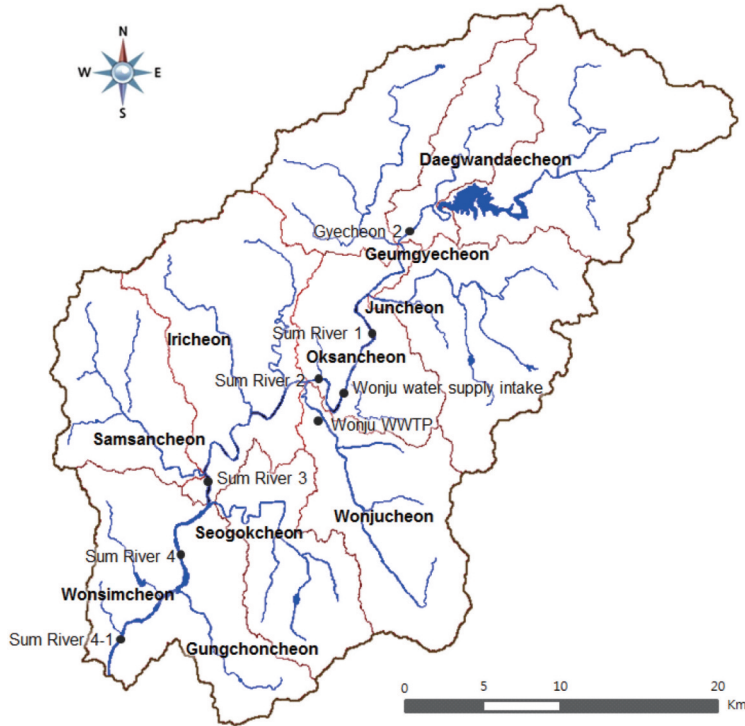 N
W E
S
Daegwandaecheon
Gyecheon 2
Geumgyecheon
Juncheon
Iricheon
Sum River 1
Oksancheon
Sum River 2
Wonju water supply intake
Wonju WWTP
Samsancheon
Sum River 3
Wonjucheon
Seogokcheon
Sum River 4
Wonsimcheon
Sum River 4-1
Gungchoncheon
0 5 10 20
Km